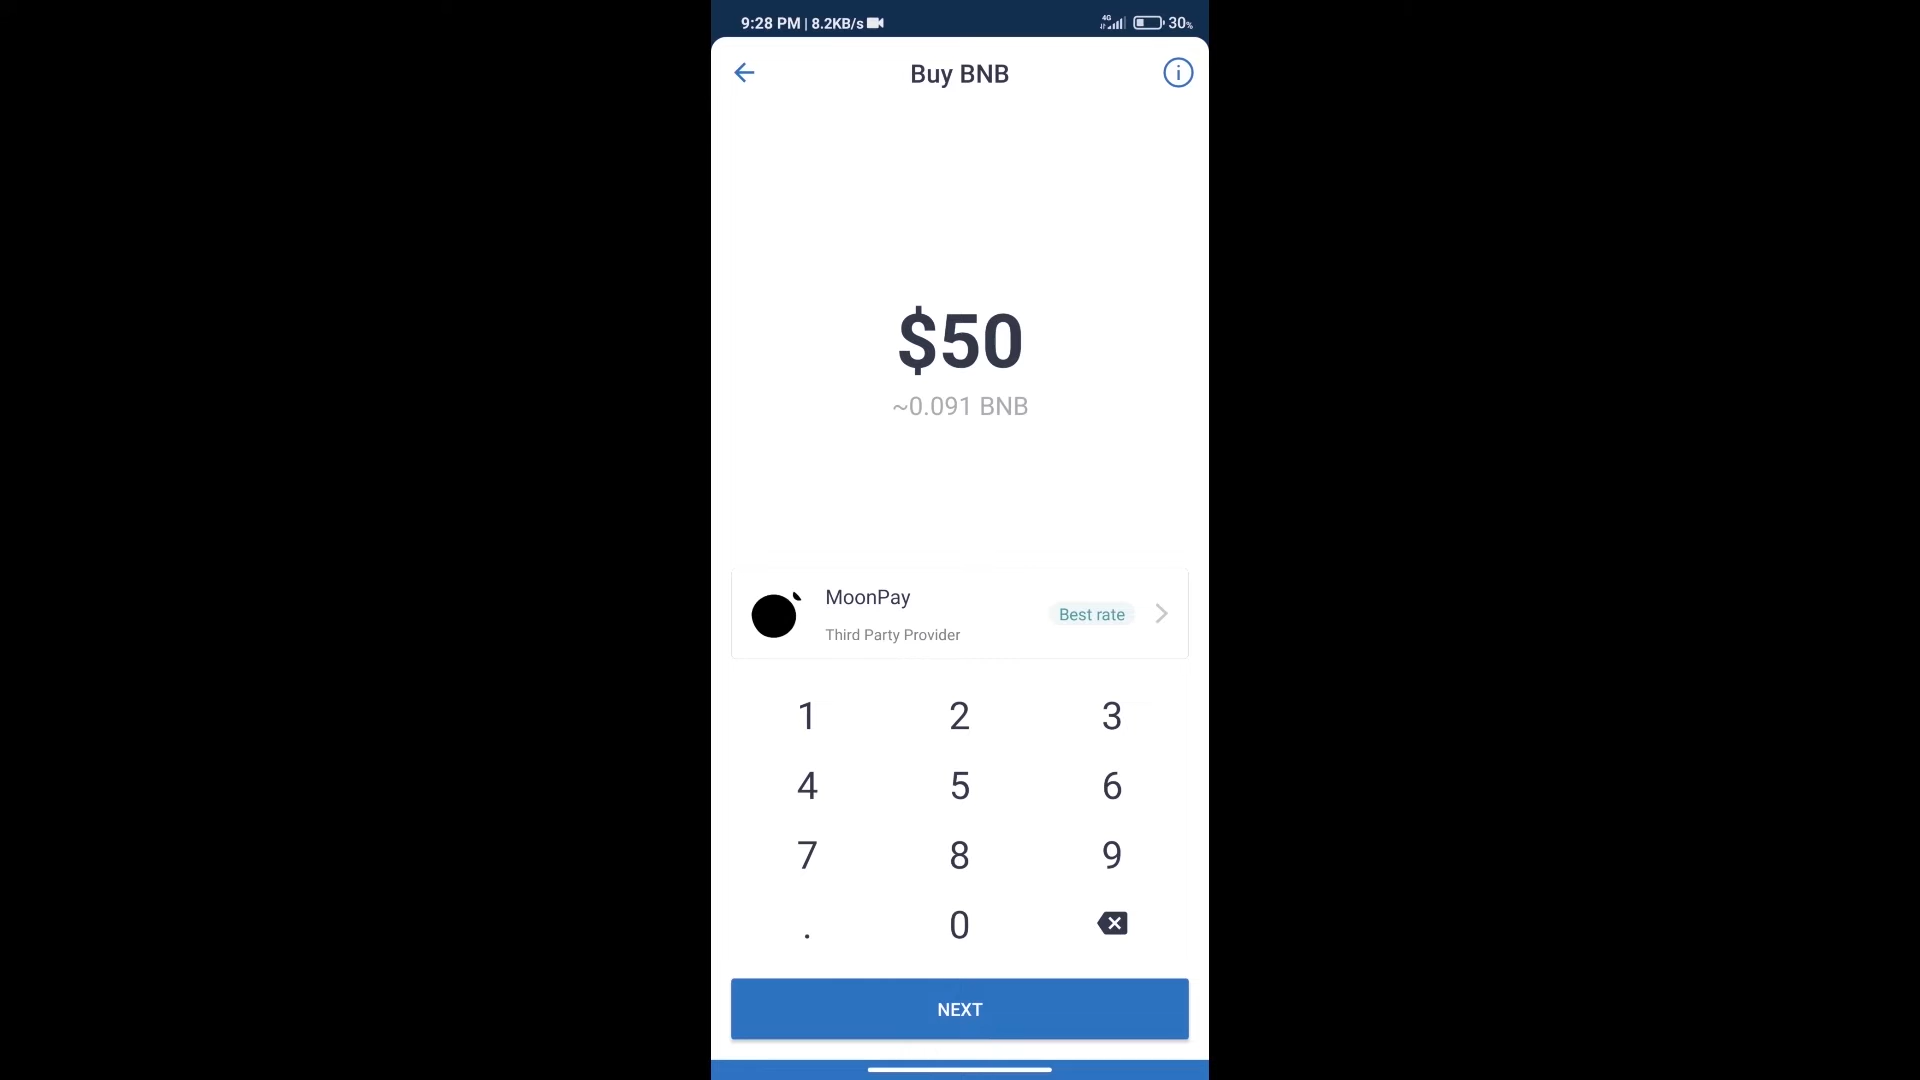 9:28 PM | 8.2KB/s 4G 30%
Buy BNB
$50
~0.091 BNB
MoonPay
Best rate
Third Party Provider
1 2 3
4 5 6
7 8 9
. 0
NEXT